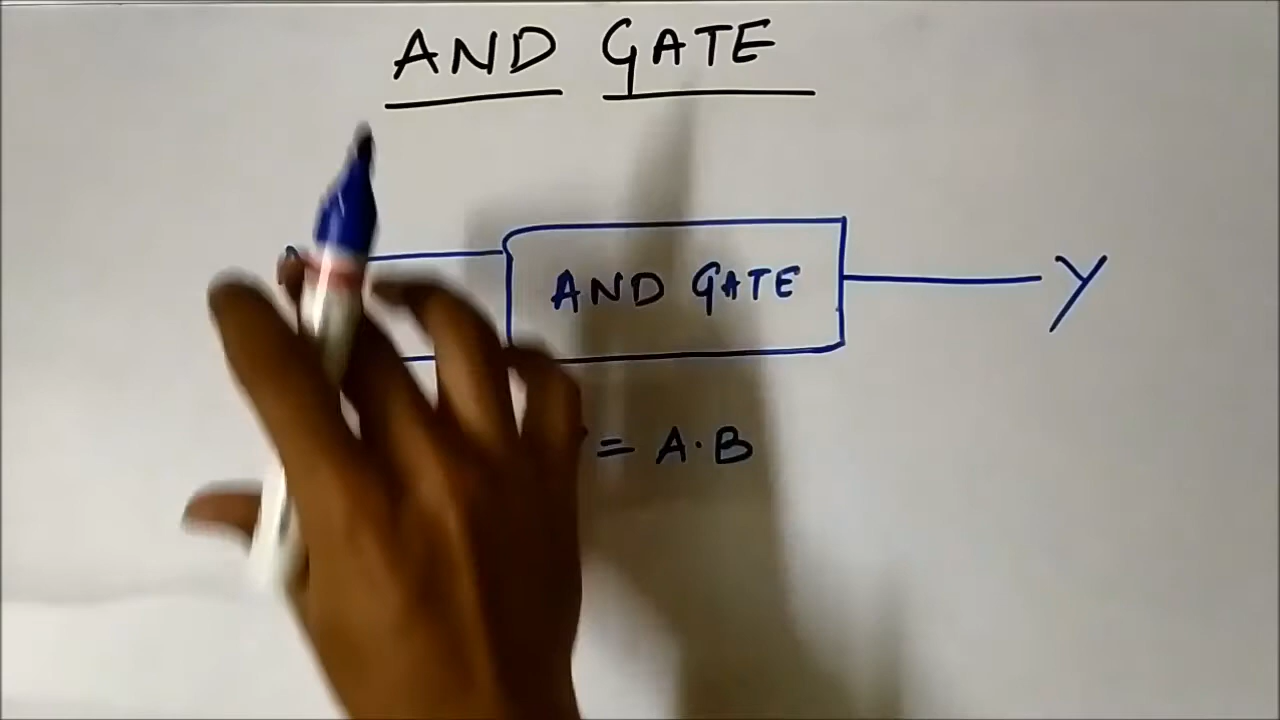 AND GATE
AND GATE Y
= A·B